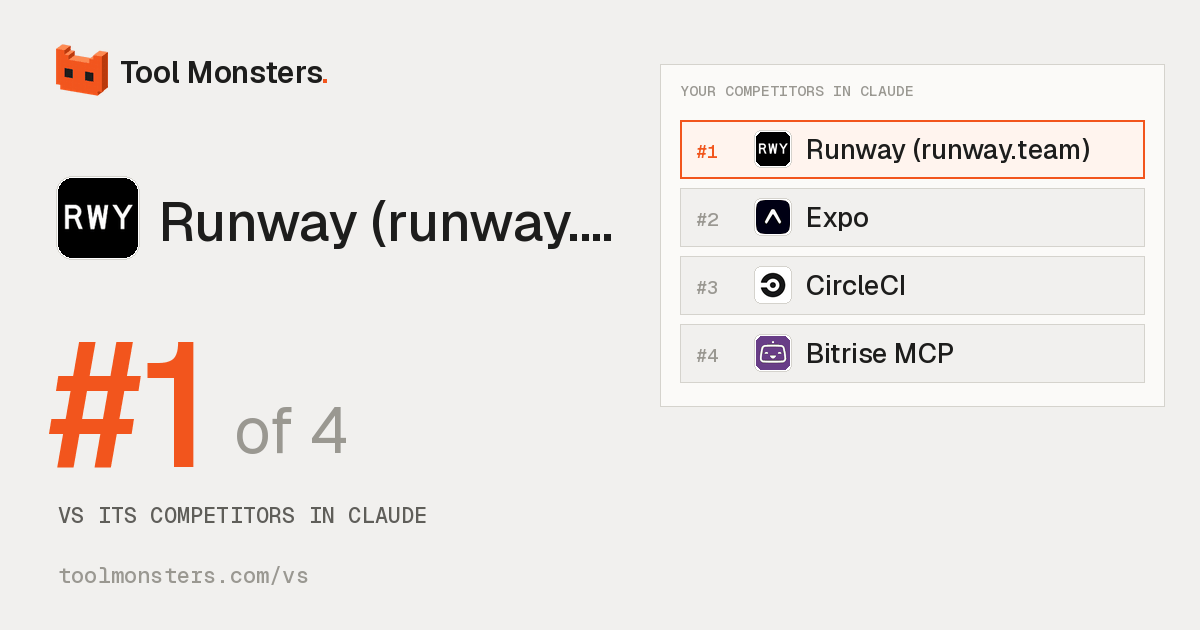 Tool Monsters.
RWY
Runway (runway....
#1 of 4
VS ITS COMPETITORS IN CLAUDE
toolmonsters.com/vs
YOUR COMPETITORS IN CLAUDE
#1 RWY Runway (runway.team)
#2 Expo
#3 CircleCI
#4 Bitrise MCP